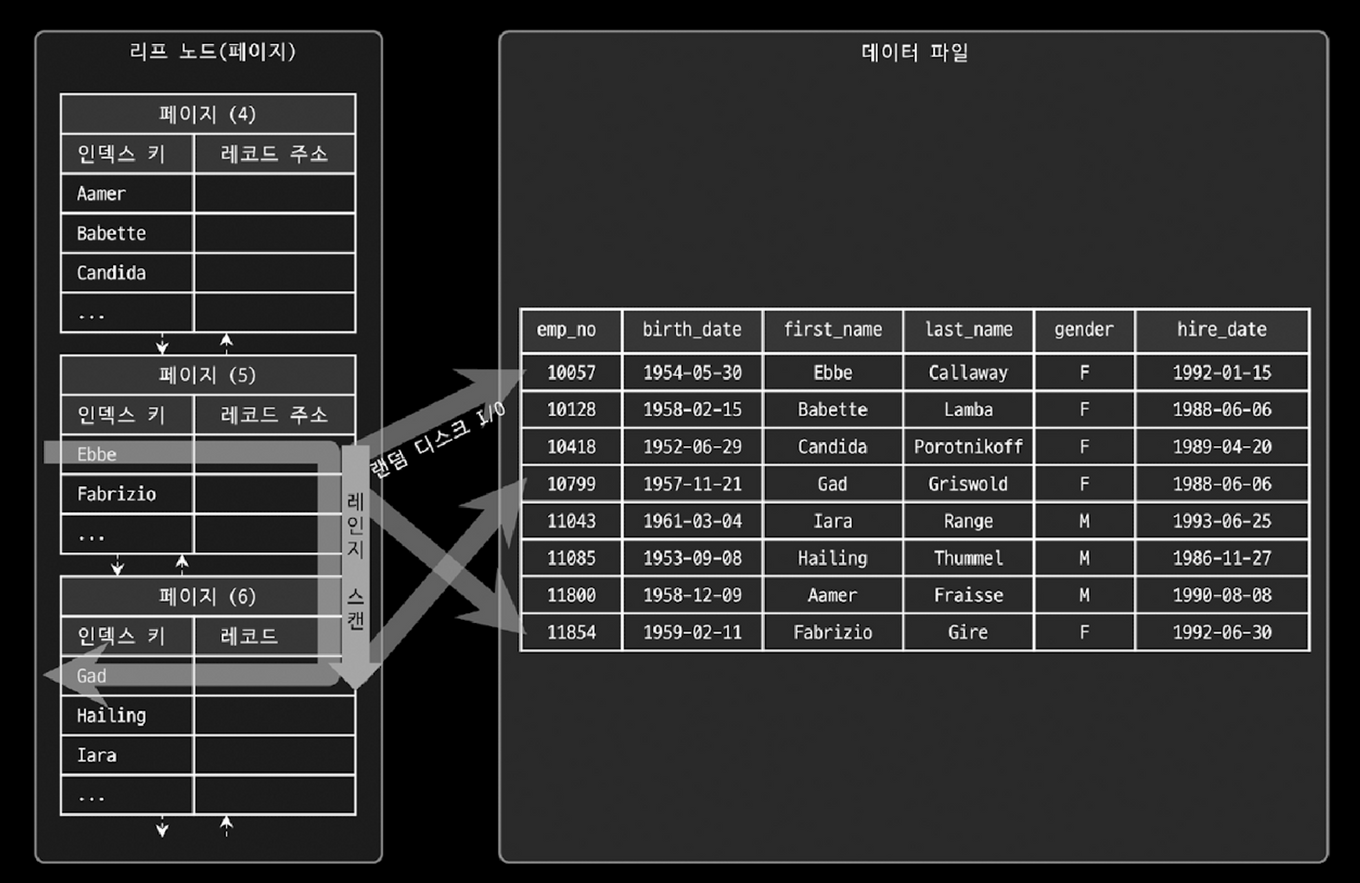 리프 노드(페이지)
페이지 (4)
인덱스 키 레코드 주소
Aamer
Babette
Candida
...
페이지 (5)
인덱스 키 레코드 주소
Ebbe
Fabrizio
...
페이지 (6)
인덱스 키 레코드
Gad
Hailing
Iara
...
레인지 스캔
랜덤 디스크 I/O
데이터 파일
emp_no birth_date first_name last_name gender hire_date
10057 1954-05-30 Ebbe Callaway F 1992-01-15
10128 1958-02-15 Babette Lamba F 1988-06-06
10418 1952-06-29 Candida Porotnikoff F 1989-04-20
10799 1957-11-21 Gad Griswold F 1988-06-06
11043 1961-03-04 Iara Range M 1993-06-25
11085 1953-09-08 Hailing Thummel M 1986-11-27
11800 1958-12-09 Aamer Fraisse M 1990-08-08
11854 1959-02-11 Fabrizio Gire F 1992-06-30